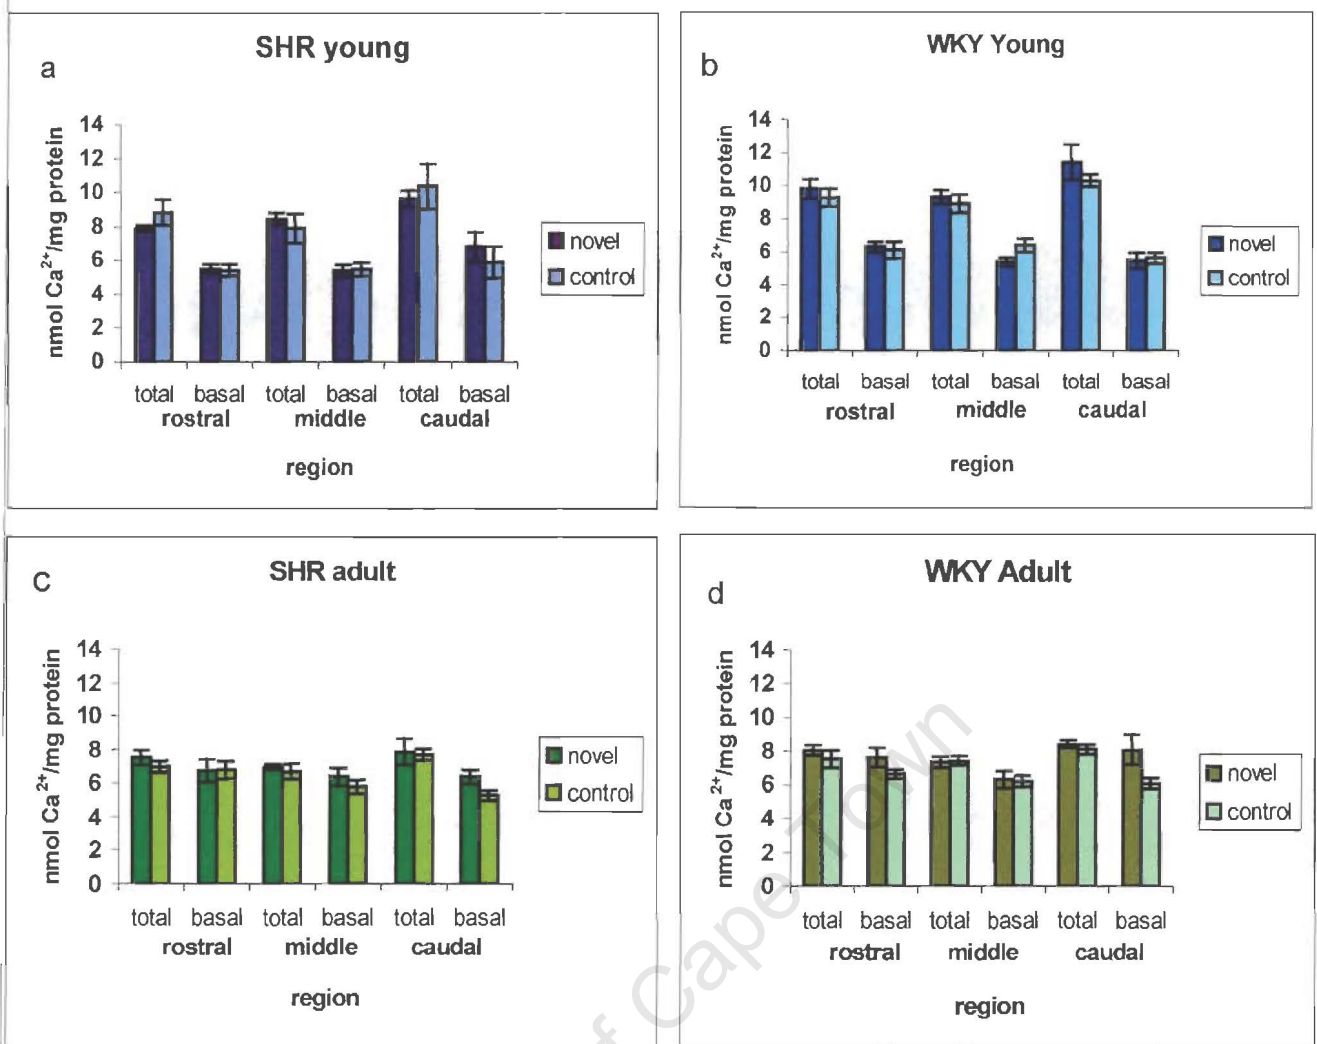 a
SHR young
nmol Ca²⁺/mg protein
14
12
10
8
6
4
2
0
total basal total basal total basal
rostral middle caudal
region
novel
control
b
WKY Young
nmol Ca²⁺/mg protein
14
12
10
8
6
4
2
0
total basal total basal total basal
rostral middle caudal
region
novel
control
c
SHR adult
nmol Ca²⁺/mg protein
14
12
10
8
6
4
2
0
total basal total basal total basal
rostral middle caudal
region
novel
control
d
WKY Adult
nmol Ca²⁺/mg protein
14
12
10
8
6
4
2
0
total basal total basal total basal
rostral middle caudal
region
novel
control
f Cape Town